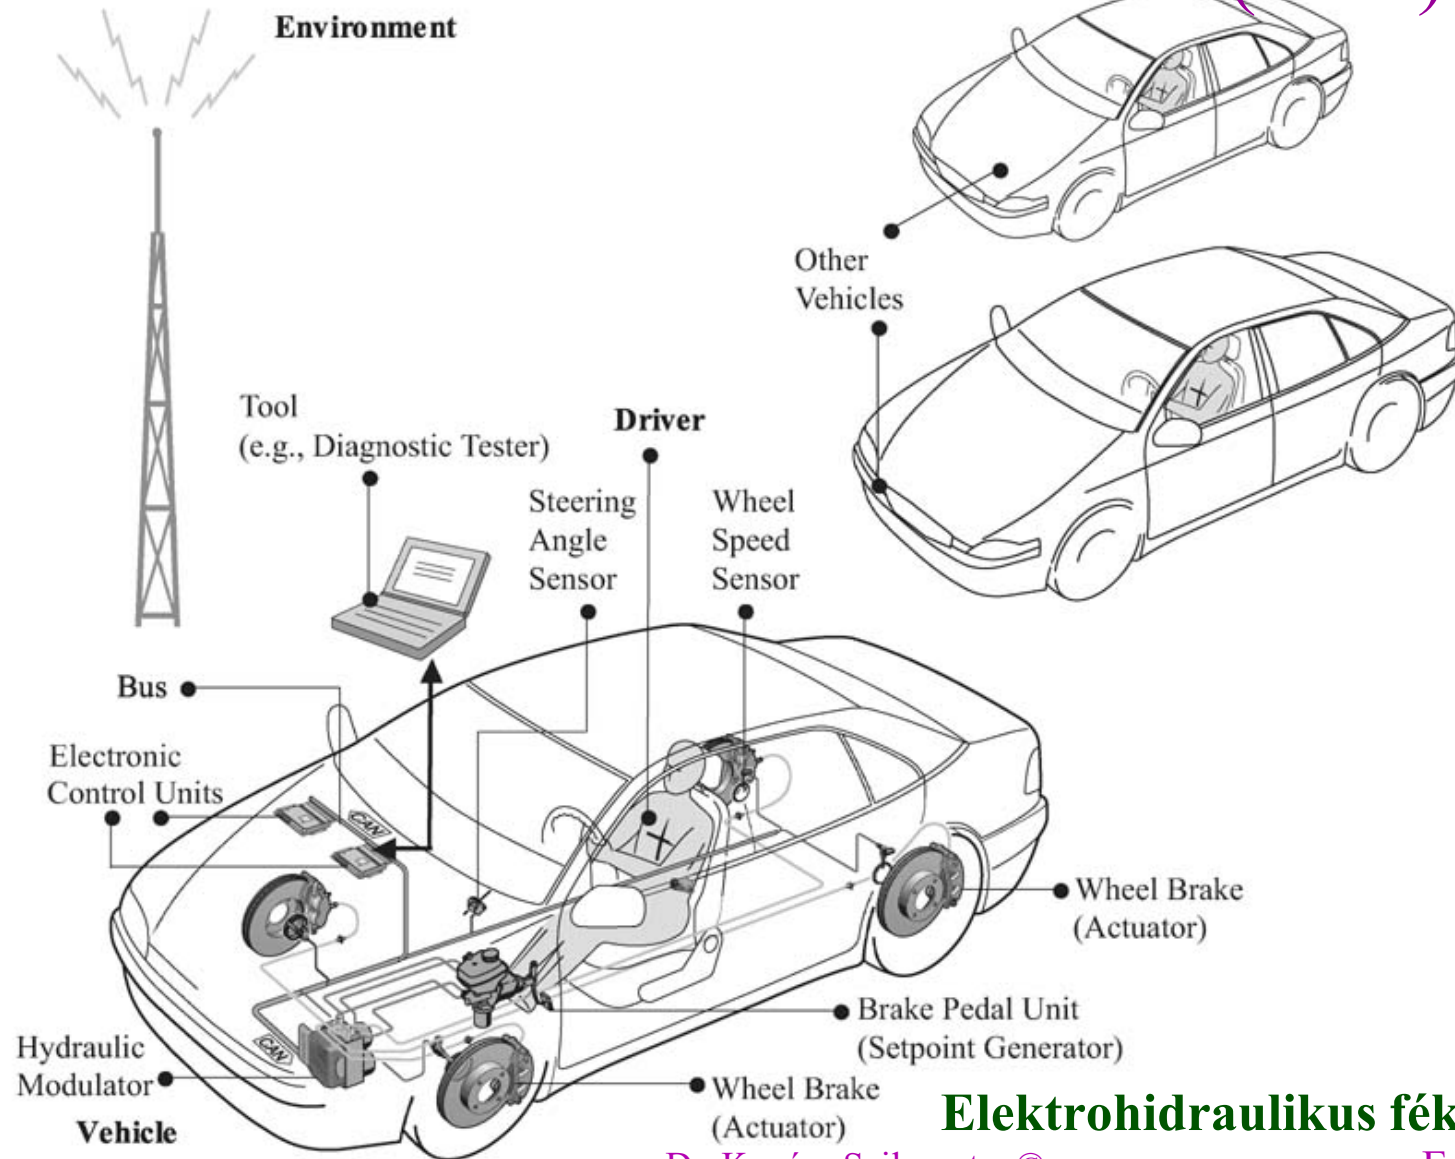 Environment
Other
Vehicles
Tool
(e.g., Diagnostic Tester)
Driver
Steering
Angle
Sensor
Wheel
Speed
Sensor
Bus
Electronic
Control Units
CAN
Wheel Brake
(Actuator)
Brake Pedal Unit
(Setpoint Generator)
Hydraulic
Modulator
CAN
Wheel Brake
(Actuator)
Vehicle
Elektrohidraulikus fék